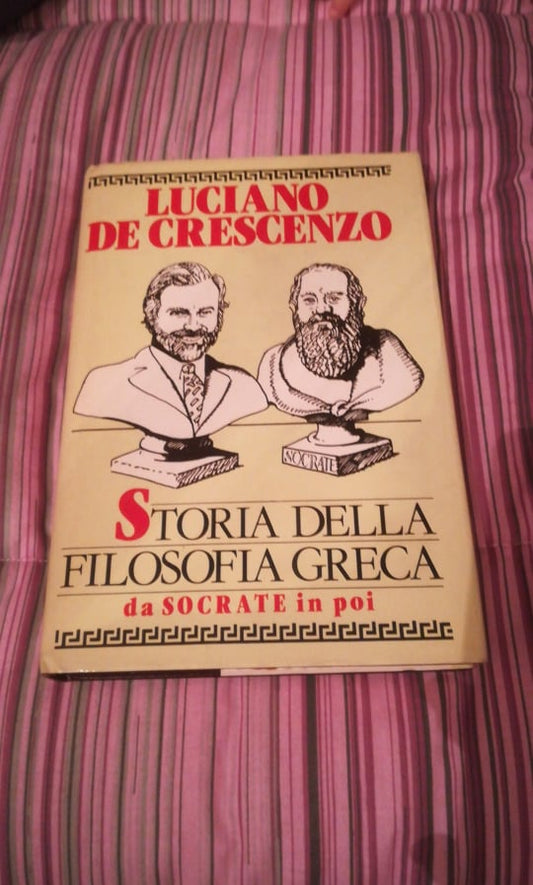 LUCIANO
DE CRESCENZO
SOCRATE
STORIA DELLA
FILOSOFIA GRECA
da SOCRATE in poi